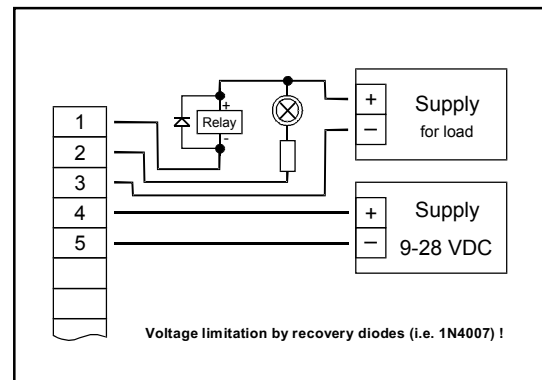 1
2
3
4
5
+
Relay
-
+
–
Supply
for load
+
–
Supply
9-28 VDC
Voltage limitation by recovery diodes (i.e. 1N4007) !